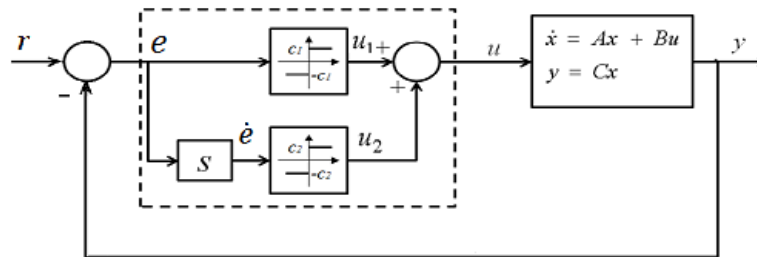 r
-
e
c1
-c1
u1+
+
u
ẋ = Ax + Bu
y = Cx
y
s
ė
c2
-c2
u2